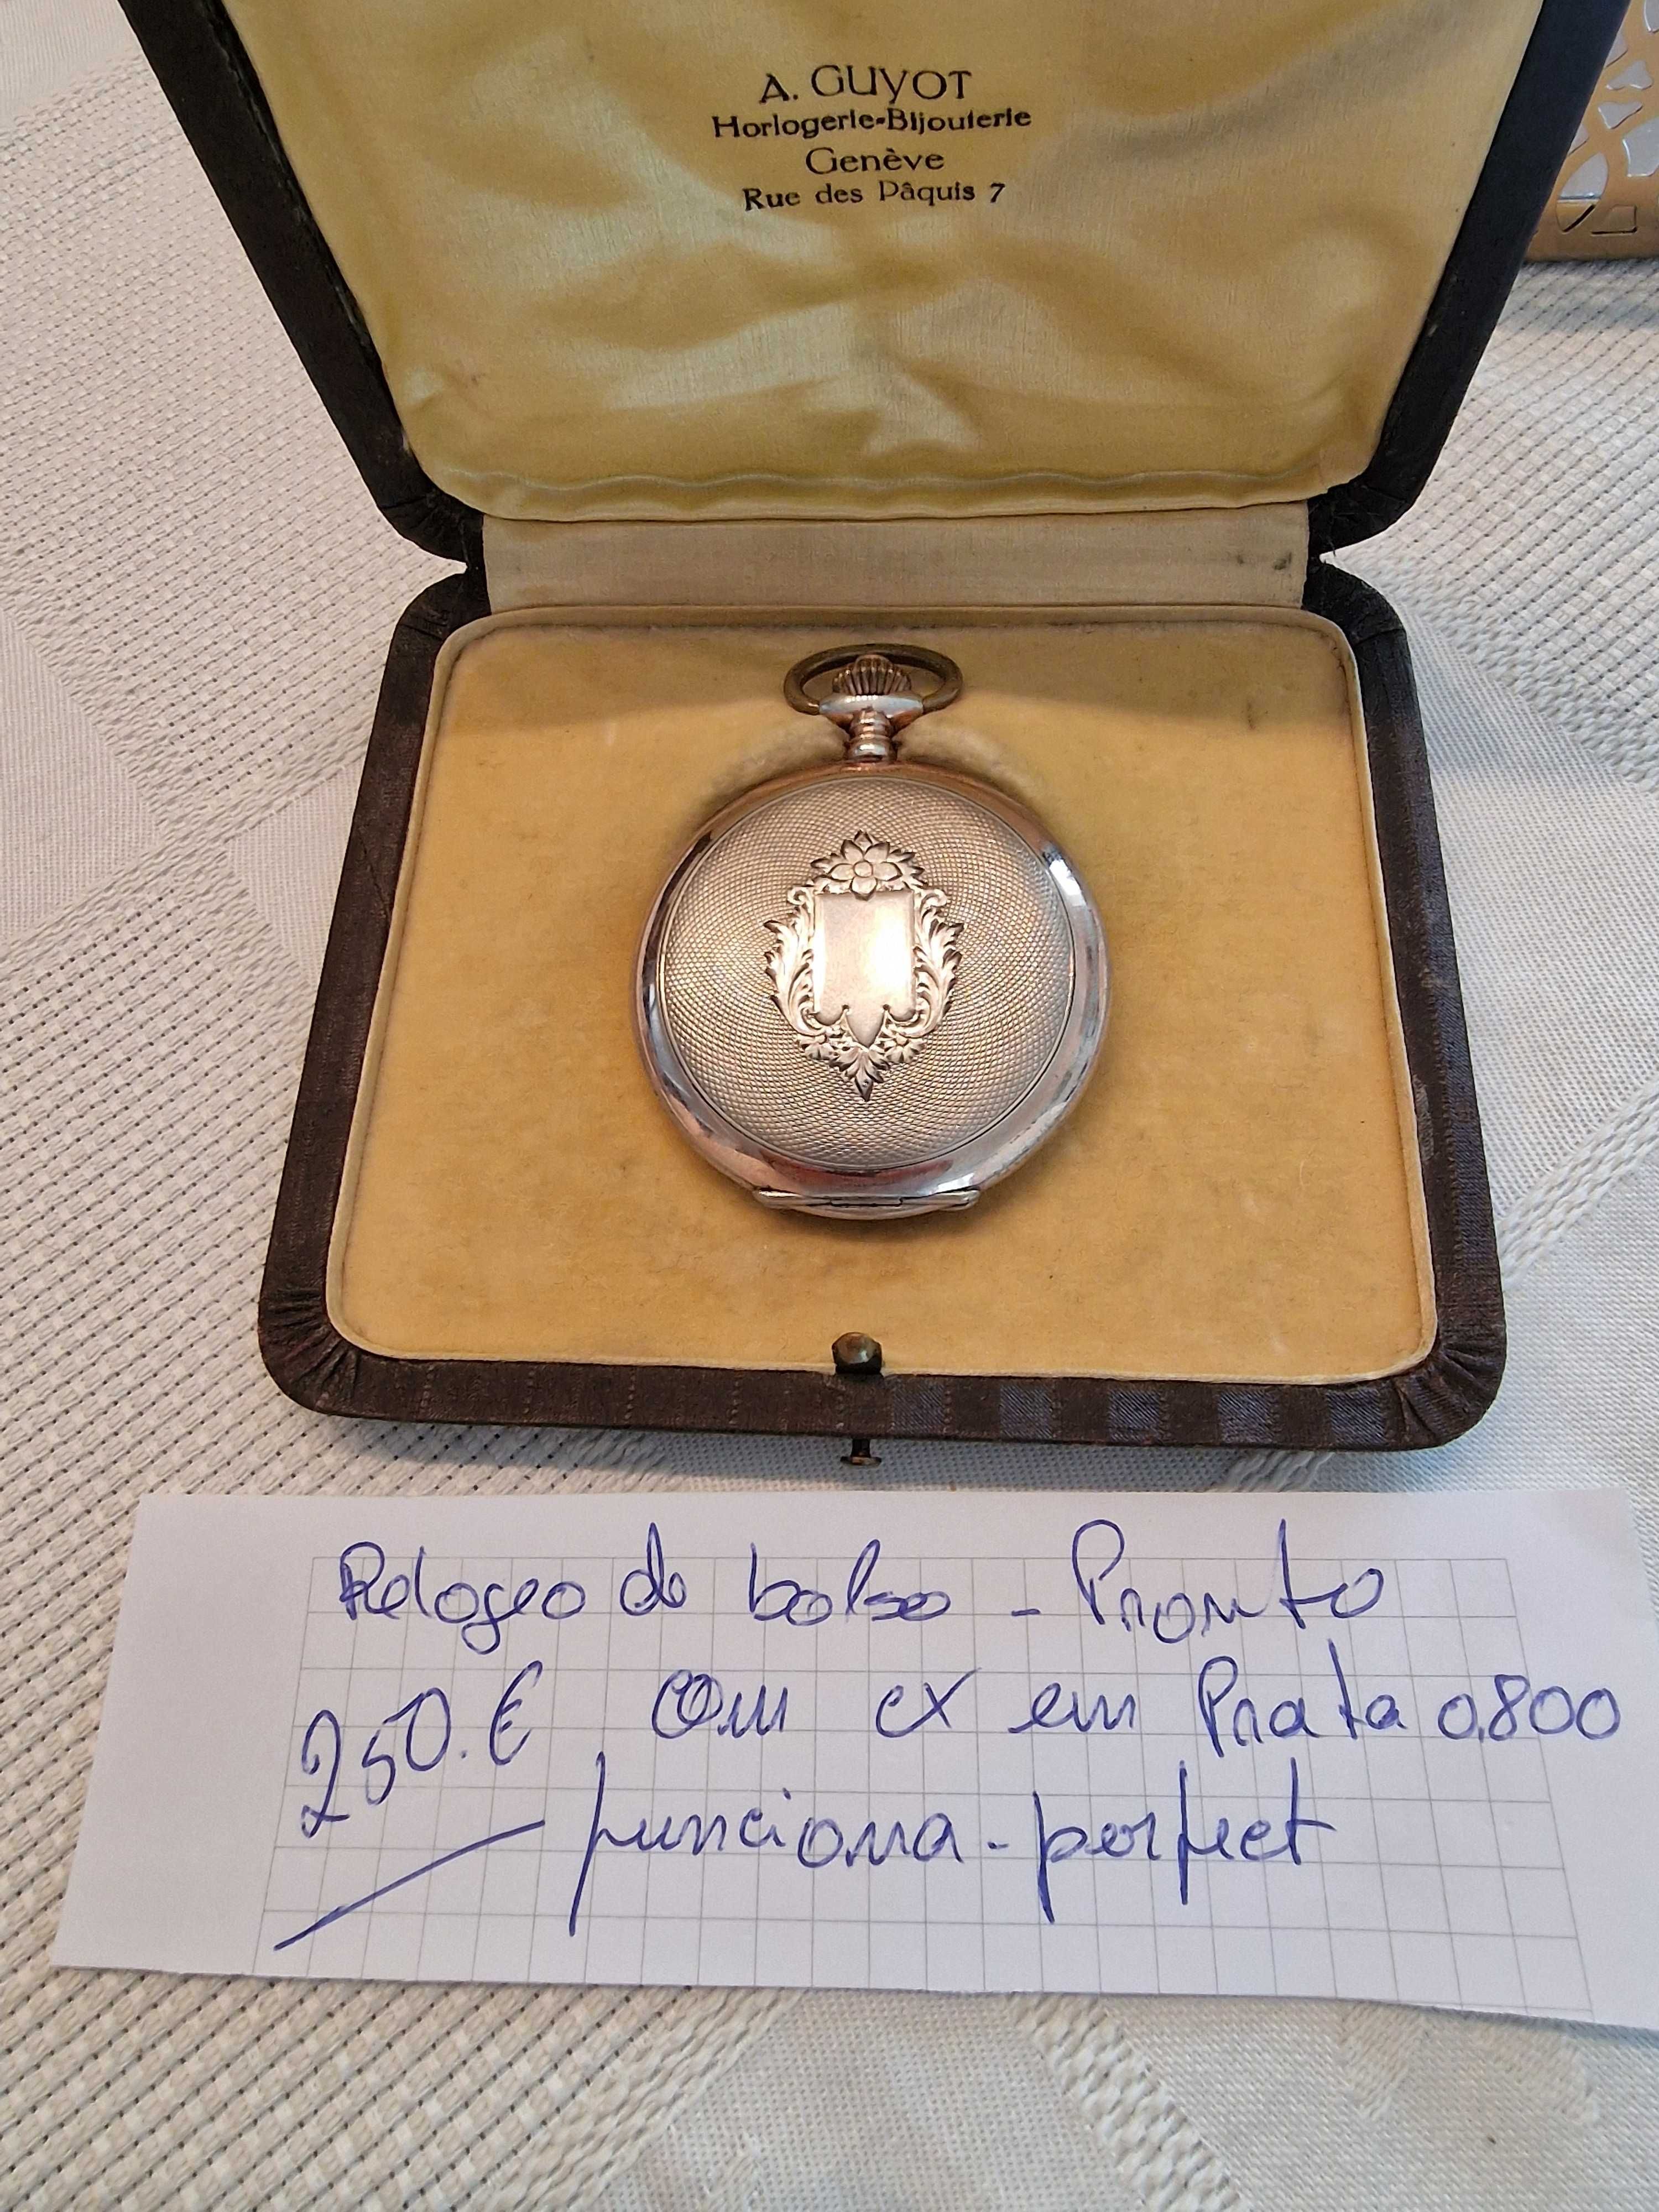 A. GUYOT
Horlogerie-Bijouterie
Genève
Rue des Pâquis 7
Relogeo de bolso - Pronto
250.€ com cx em Prata 0.800
funciona - perfect